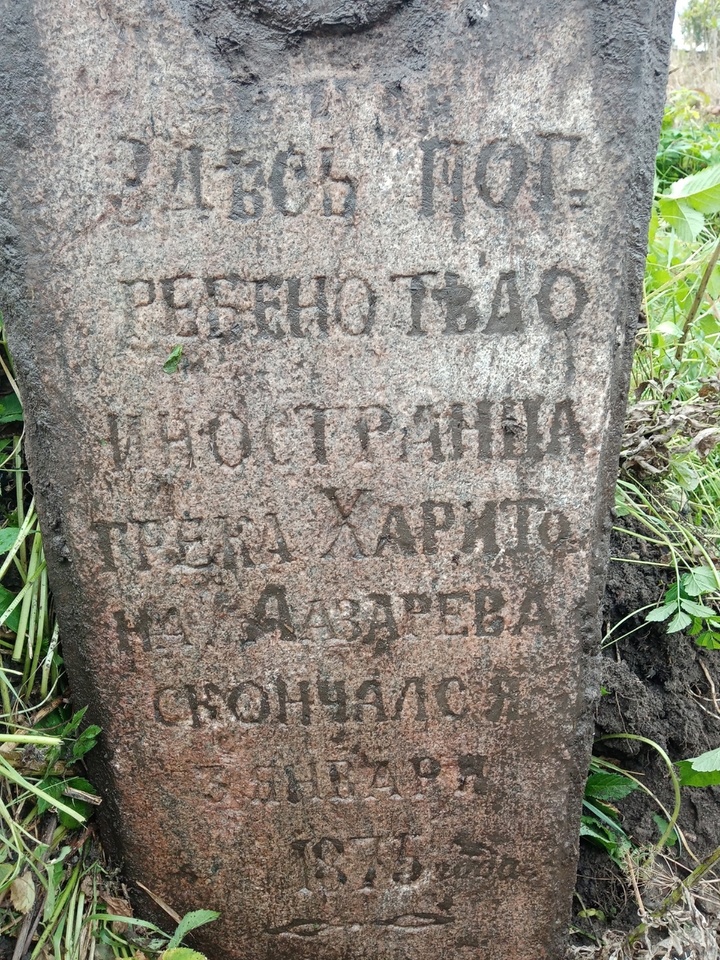 ЗДѢСЬ ПОГ-
РЕБЕНО ТѢЛО
ИНОСТРАНЦА
ГРЕКА ХАРИТО
НА ЛАЗАРЕВА
СКОНЧАЛСЯ
3 ЯНВАРЯ
1875 года